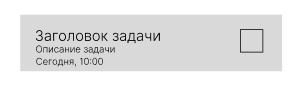 Заголовок задачи
Описание задачи
Сегодня, 10:00